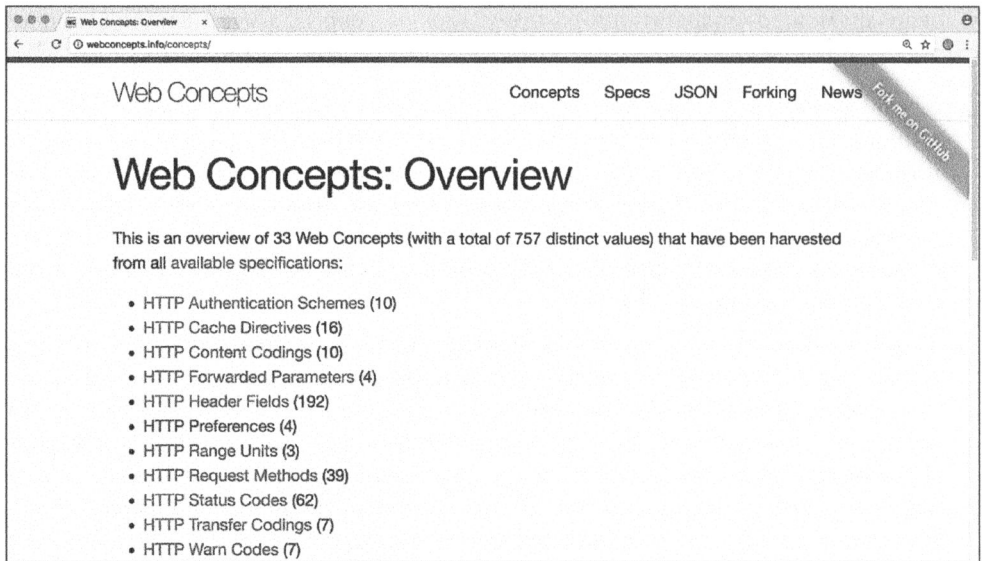 Web Concepts: Overview
webconcepts.info/concepts/
Web Concepts
Concepts Specs JSON Forking News
Fork me on GitHub
Web Concepts: Overview
This is an overview of 33 Web Concepts (with a total of 757 distinct values) that have been harvested
from all available specifications:
• HTTP Authentication Schemes (10)
• HTTP Cache Directives (16)
• HTTP Content Codings (10)
• HTTP Forwarded Parameters (4)
• HTTP Header Fields (192)
• HTTP Preferences (4)
• HTTP Range Units (3)
• HTTP Request Methods (39)
• HTTP Status Codes (62)
• HTTP Transfer Codings (7)
• HTTP Warn Codes (7)